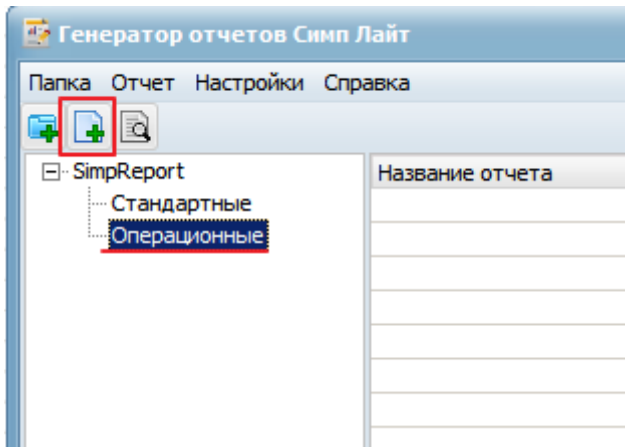 Генератор отчетов Симп Лайт
Папка Отчет Настройки Справка
SimpReport
Название отчета
Стандартные
Операционные